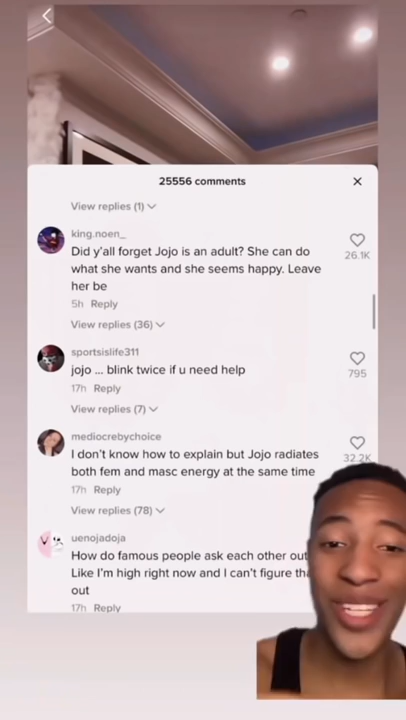 25556 comments
View replies (1)
king.noen_
Did y'all forget Jojo is an adult? She can do
what she wants and she seems happy. Leave
her be
26.1K
5h Reply
View replies (36)
sportsislife311
jojo ... blink twice if u need help
795
17h Reply
View replies (7)
mediocrebychoice
I don't know how to explain but Jojo radiates
both fem and masc energy at the same time
32.2K
17h Reply
View replies (78)
uenojadoja
How do famous people ask each other out
Like I'm high right now and I can't figure
out
17h Reply